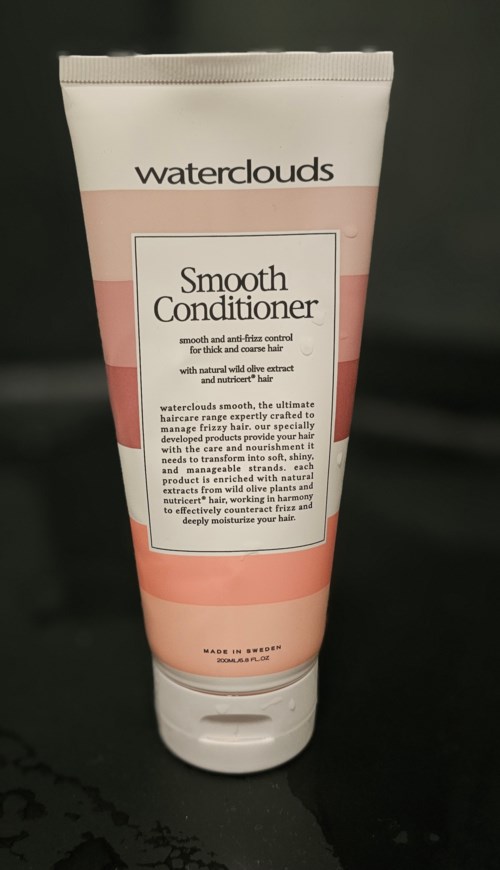 waterclouds
Smooth
Conditioner
smooth and anti-frizz control
for thick and coarse hair
with natural wild olive extract
and nutricert® hair
waterclouds smooth, the ultimate
haircare range expertly crafted to
manage frizzy hair. our specially
developed products provide your hair
with the care and nourishment it
needs to transform into soft, shiny,
and manageable strands. each
product is enriched with natural
extracts from wild olive plants and
nutricert® hair, working in harmony
to effectively counteract frizz and
deeply moisturize your hair.
MADE IN SWEDEN
200ML/6.8 FL.OZ